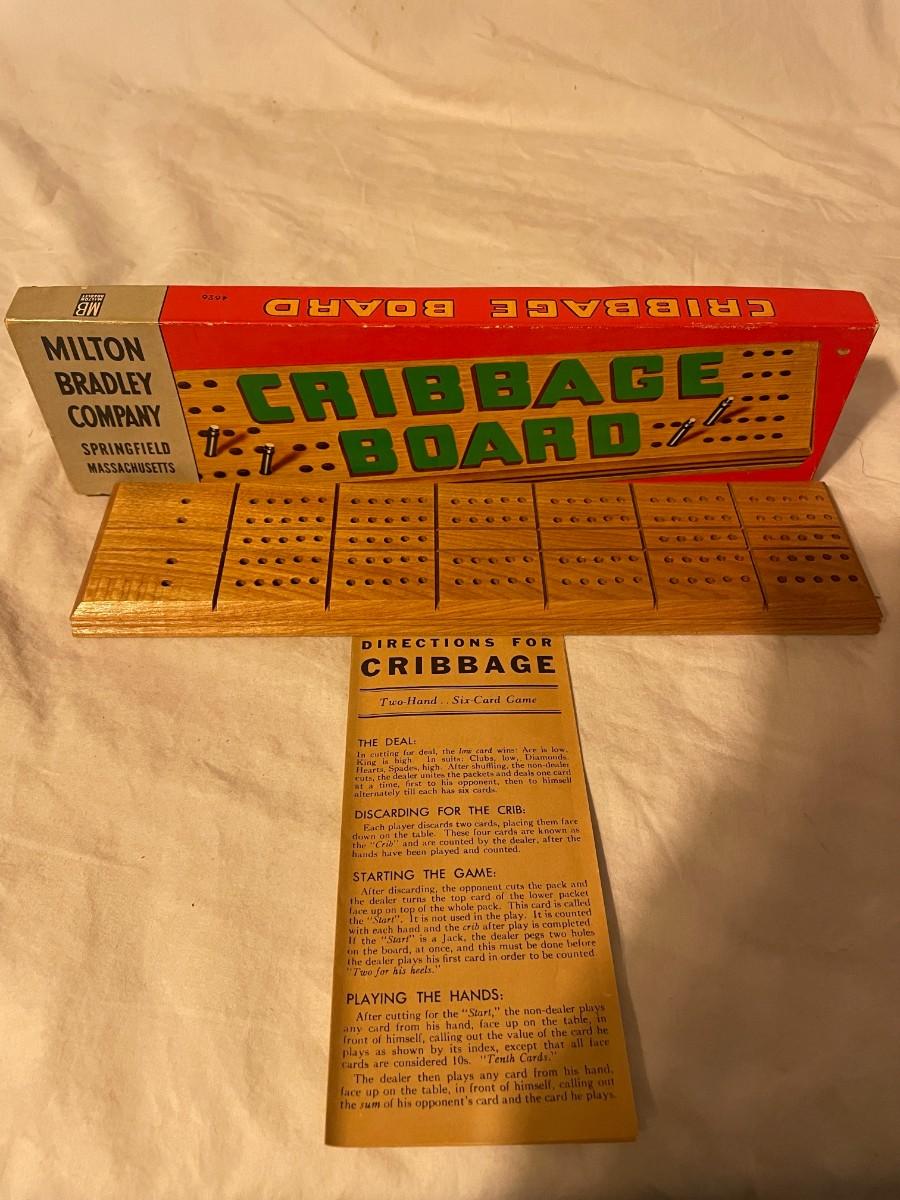 CRIBBAGE BOARD
4636
MB
MILTON
BRADLEY
MILTON
BRADLEY
COMPANY
SPRINGFIELD
MASSACHUSETTS
CRIBBAGE
BOARD
DIRECTIONS FOR
CRIBBAGE
Two-Hand . . Six-Card Game
THE DEAL:
In cutting for deal, the low card wins: Ace is low,
King is high. In suits: Clubs, low, Diamonds,
Hearts, Spades, high. After shuffling, the non-dealer
cuts, the dealer unites the packets and deals one card
at a time, first to his opponent, then to himself
alternately till each has six cards.
DISCARDING FOR THE CRIB:
Each player discards two cards, placing them face
down on the table. These four cards are known as
the "Crib" and are counted by the dealer, after the
hands have been played and counted.
STARTING THE GAME:
After discarding, the opponent cuts the pack and
the dealer turns the top card of the lower packet
face up on top of the whole pack. This card is called
the "Start". It is not used in the play. It is counted
with each hand and the crib after play is completed.
If the "Start" is a Jack, the dealer pegs two holes
on the board, at once, and this must be done before
the dealer plays his first card in order to be counted.
"Two for his heels."
PLAYING THE HANDS:
After cutting for the "Start," the non-dealer plays
any card from his hand, face up on the table, in
front of himself, calling out the value of the card he
plays as shown by its index, except that all face
cards are considered 10s. "Tenth Cards."
The dealer then plays any card from his hand,
face up on the table, in front of himself, calling out
the sum of his opponent's card and the card he plays.